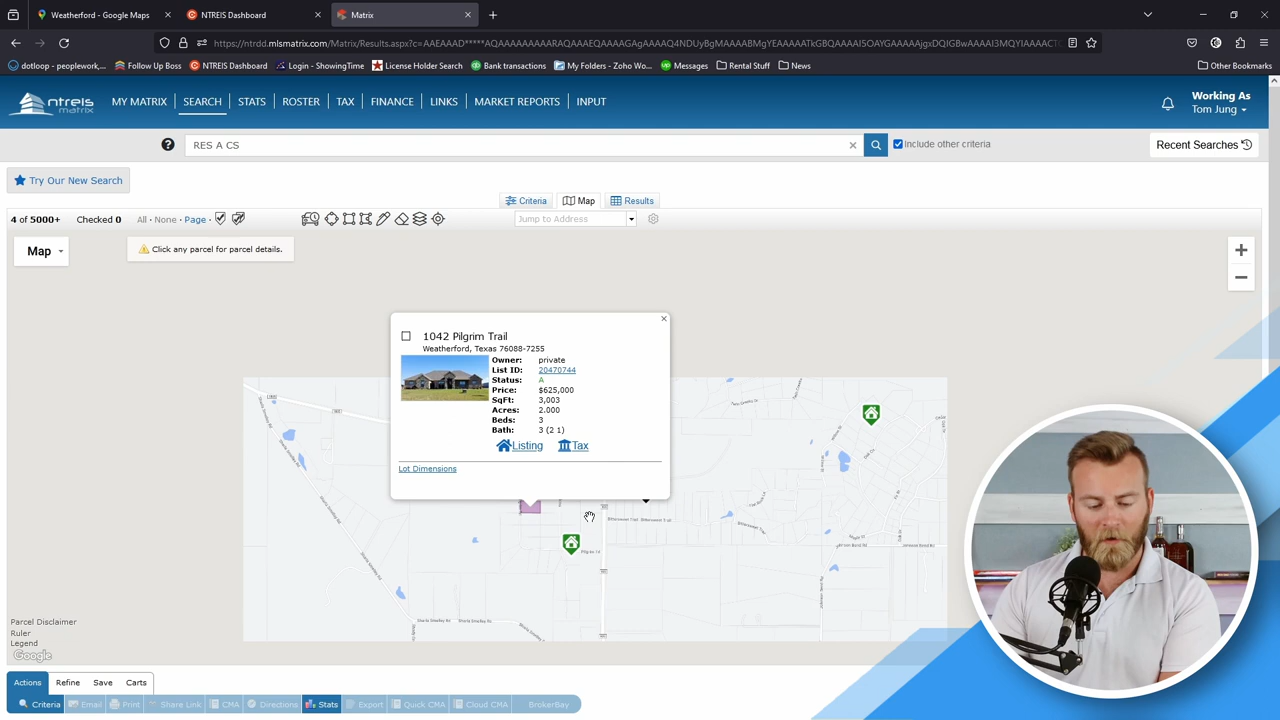 Weatherford - Google Maps
NTREIS Dashboard
Matrix
https://ntrdd.mlsmatrix.com/Matrix/Results.aspx?c=
dotloop - peoplework,...
Follow Up Boss
NTREIS Dashboard
Login - ShowingTime
License Holder Search
Bank transactions
My Folders - Zoho Wo...
Messages
Rental Stuff
News
Other Bookmarks
ntreis
matrix
MY MATRIX
SEARCH
STATS
ROSTER
TAX
FINANCE
LINKS
MARKET REPORTS
INPUT
Working As
Tom Jung
RES A CS
Include other criteria
Recent Searches
Try Our New Search
Criteria
Map
Results
4 of 5000+
Checked 0
All · None · Page ·
Jump to Address
Map
Click any parcel for parcel details.
1042 Pilgrim Trail
Weatherford, Texas 76088-7255
Owner: private
List ID: 20470744
Status: A
Price: $625,000
SqFt: 3,003
Acres: 2.000
Beds: 3
Bath: 3 (2 1)
Listing
Tax
Lot Dimensions
Parcel Disclaimer
Ruler
Legend
Google
Actions
Refine
Save
Carts
Criteria
Email
Print
Share Link
CMA
Directions
Stats
Export
Quick CMA
Cloud CMA
BrokerBay